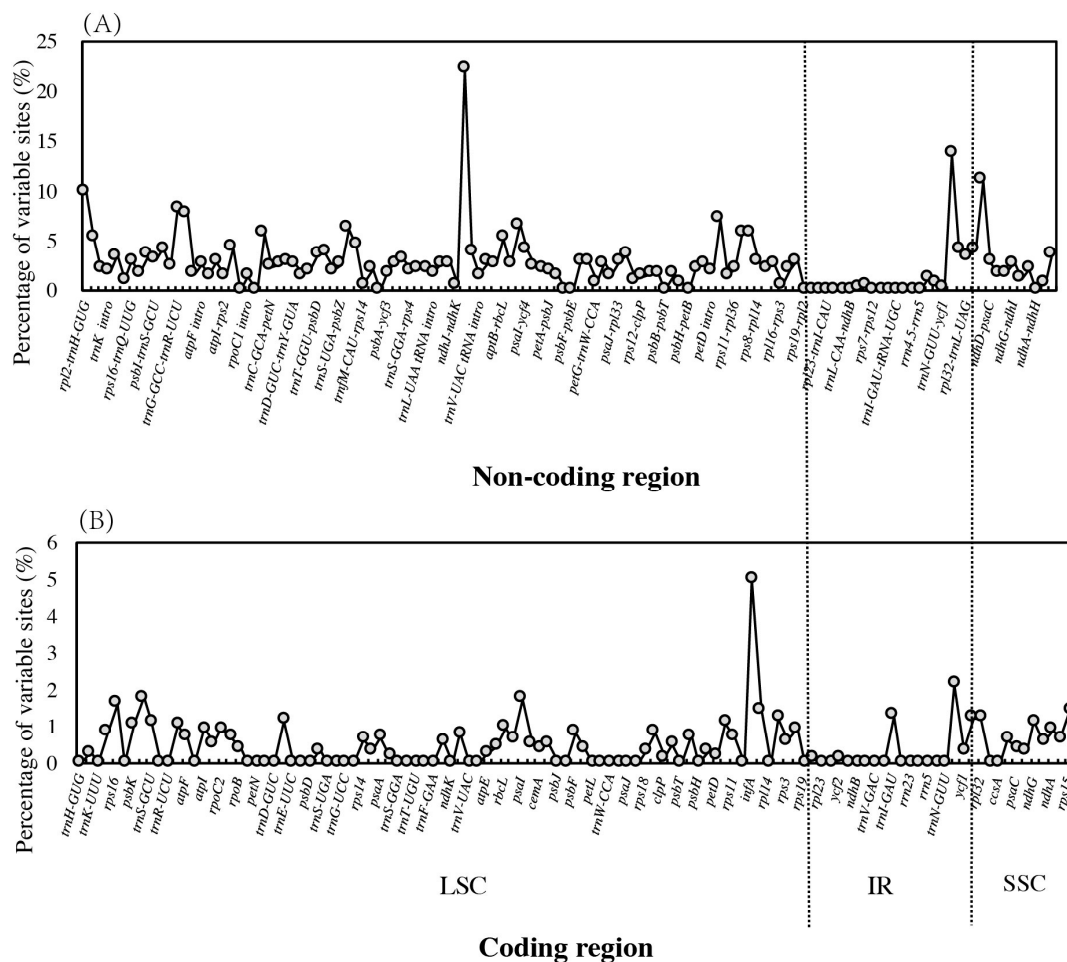 (A)
Percentage of variable sites (%)
25
20
15
10
5
0
rpl2-trnH-GUG
trnK intro
rps16-trnQ-UUG
psbI-trnS-GCU
trnG-GCC-trnR-UCU
atpF intro
atpI-rps2
rpoC1 intro
trnC-GCA-petN
trnD-GUC-trnY-GUA
trnT-GGU-psbD
trnS-UGA-psbZ
trnfM-CAU-rps14
psbA-ycf3
trnS-GGA-rps4
trnL-UAA tRNA intro
ndhJ-ndhK
trnV-UAC tRNA intro
aptB-rbcL
psaI-ycf4
petA-psbJ
psbF-psbE
petG-trnW-CCA
psaJ-rpl33
rps12-clpP
psbB-psbT
psbH-petB
petD intro
rps11-rpl36
rps8-rpl14
rpl16-rps3
rps19-rpl2
rpl23-trnI-CAU
trnL-CAA-ndhB
rps7-rps12
trnI-GAU-tRNA-UGC
rrn4.5-rrn5
trnN-GUU-ycf1
rpl32-trnL-UAG
ndhD-psaC
ndhG-ndhI
ndhA-ndhH
Non-coding region
(B)
Percentage of variable sites (%)
6
5
4
3
2
1
0
trnH-GUG
trnK-UUU
rps16
psbK
trnS-GCU
trnR-UCU
apF
apI
rpoC2
rpoB
petN
trnD-GUC
trnE-UUC
psbD
trnS-UGA
trnG-UCC
rps14
psaA
trnS-GGA
trnT-UGU
trnF-GAA
ndhK
trnV-UAC
apE
rbcL
psaI
cemA
psbJ
psbF
petL
trnW-CCA
psaJ
rps18
clpP
psbT
psbH
petD
rps11
infA
rpl14
rps3
rps19
rpl23
ycf2
ndhB
trnV-GAC
trnI-GAU
rrn23
rrn5
trnN-GTU
ycf1
rpl32
ccsA
psaC
ndhG
ndhA
rps15
LSC
IR
SSC
Coding region